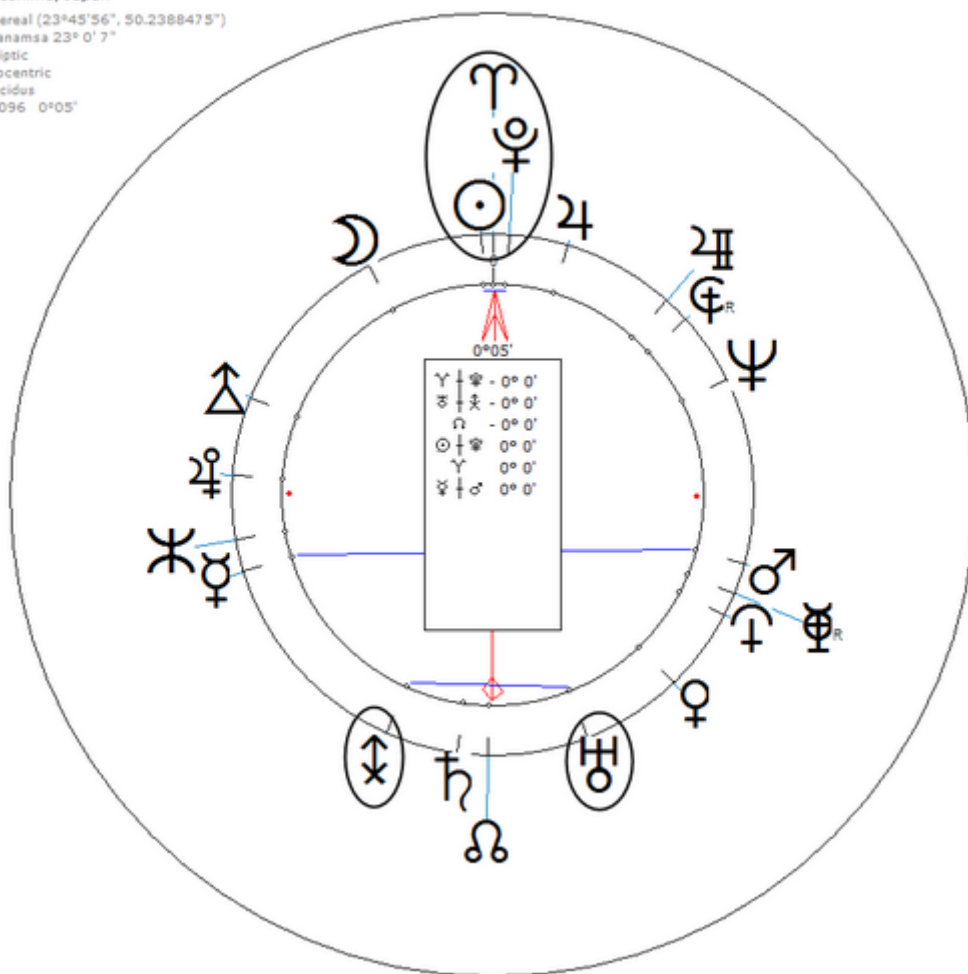 ereal (23°45'56", 50.2388475")
anamsa 23° 0' 7"
iptic
ocentric
cidus
096 0°05'
R
0°05'
- 0° 0'
- 0° 0'
☊ - 0° 0'
0° 0'
♈ 0° 0'
0° 0'
R